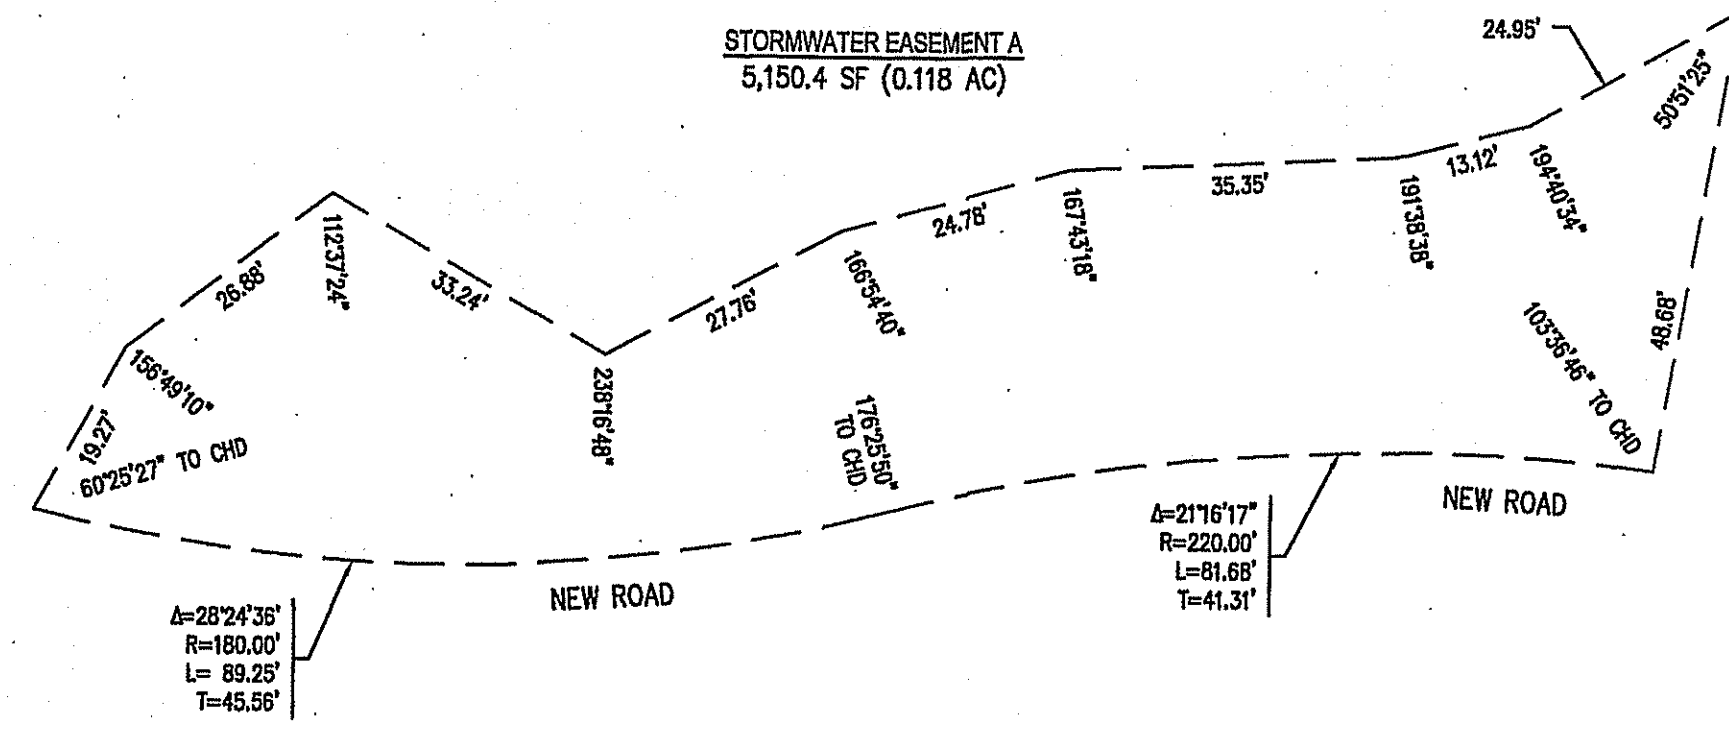 STORMWATER EASEMENT A
5,150.4 SF (0.118 AC)
24.95'
50°51'25"
13.12'
194°40'34"
35.35'
191°38'38"
24.78'
167°43'18"
112°37'24"
26.88'
33.24'
27.76'
166°54'40"
48.68'
103°36'46" TO CHD
156°49'10"
238°16'48"
176°25'50"
TO CHD
19.27'
60°25'27" TO CHD
NEW ROAD
Δ=21°16'17"
R=220.00'
L=81.68'
T=41.31'
NEW ROAD
Δ=28°24'36"
R=180.00'
L= 89.25'
T=45.56'